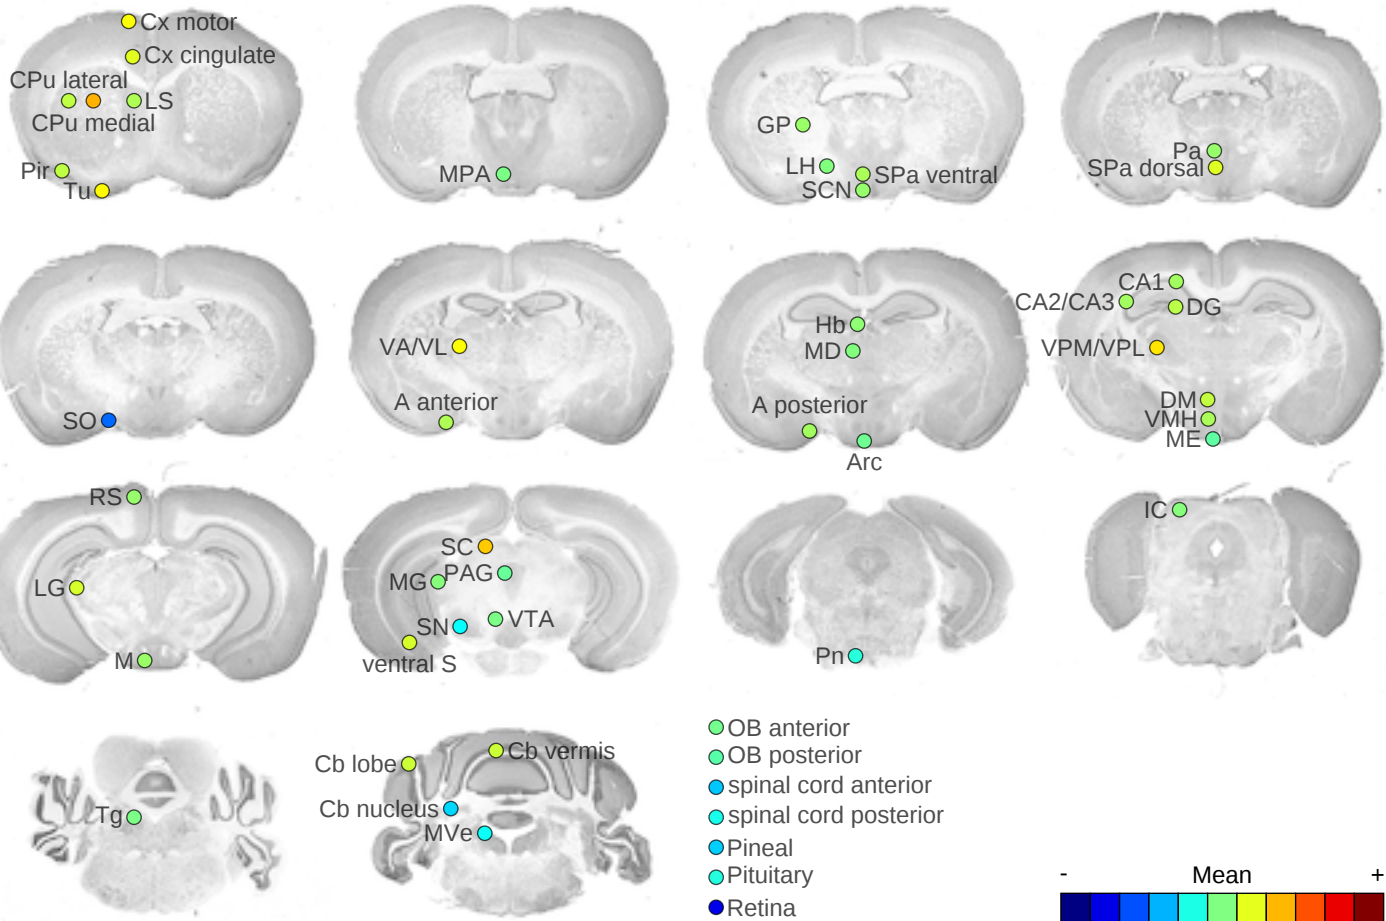 Cx motor
Cx cingulate
CPu lateral
LS
CPu medial
Pir
Tu
MPA
GP
LH
SPa ventral
SCN
Pa
SPa dorsal
SO
VA/VL
A anterior
Hb
MD
A posterior
Arc
CA1
CA2/CA3
DG
VPM/VPL
DM
VMH
ME
RS
LG
M
SC
PAG
MG
SN
VTA
ventral S
Pn
IC
Tg
Cb lobe
Cb vermis
Cb nucleus
MVe
OB anterior
OB posterior
spinal cord anterior
spinal cord posterior
Pineal
Pituitary
Retina
- Mean +